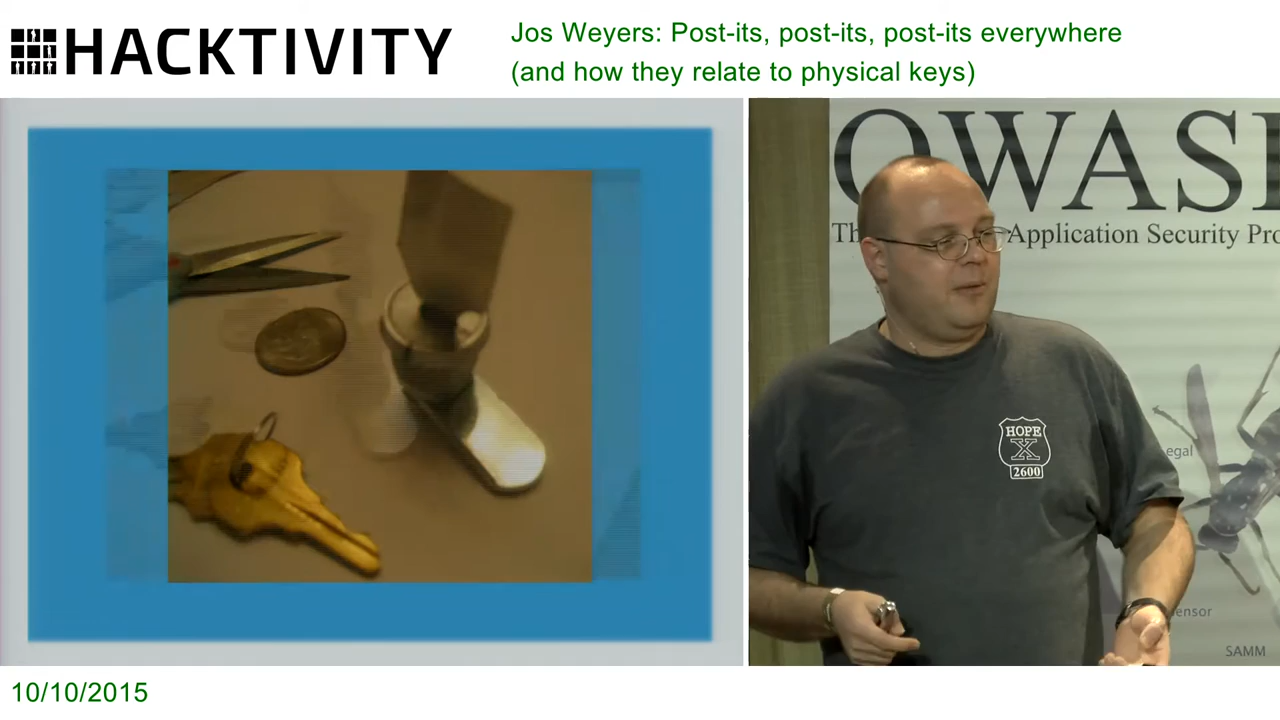 HACKTIVITY
Jos Weyers: Post-its, post-its, post-its everywhere
(and how they relate to physical keys)
OWAS
Th
Application Security Pro
HOPE
X
2600
egal
ensor
SAMM
10/10/2015